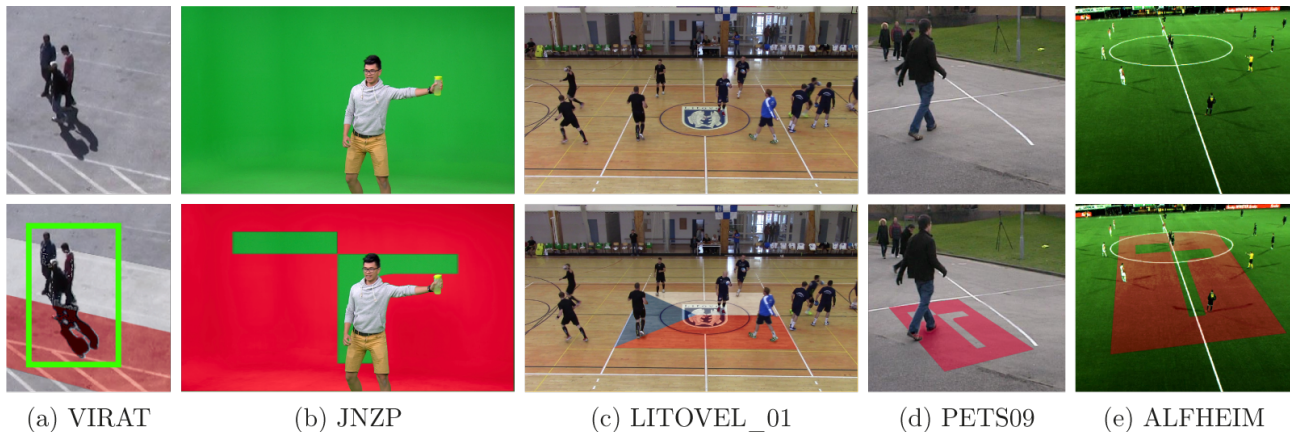 (a) VIRAT
(b) JNZP
(c) LITOVEL_01
(d) PETS09
(e) ALFHEIM